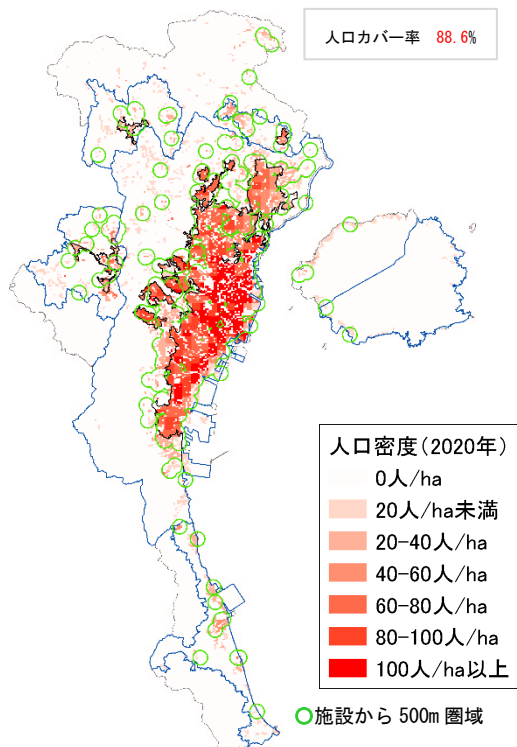 人口カバー率 88.6%
人口密度(2020年)
0人/ha
20人/ha未満
20-40人/ha
40-60人/ha
60-80人/ha
80-100人/ha
100人/ha以上
施設から500m圏域